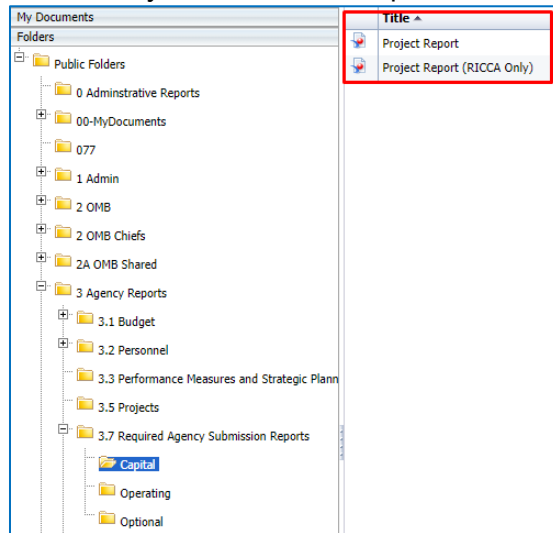 My Documents
Folders
Public Folders
0 Adminstrative Reports
00-MyDocuments
077
1 Admin
2 OMB
2 OMB Chiefs
2A OMB Shared
3 Agency Reports
3.1 Budget
3.2 Personnel
3.3 Performance Measures and Strategic Plann
3.5 Projects
3.7 Required Agency Submission Reports
Capital
Operating
Optional
Title
Project Report
Project Report (RICCA Only)